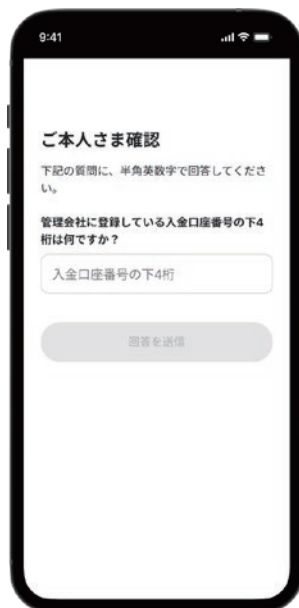 9:41
ご本人さま確認
下記の質問に、半角英数字で回答してくださ
い。
管理会社に登録している入金口座番号の下4
桁は何ですか？
入金口座番号の下4桁
回答を送信